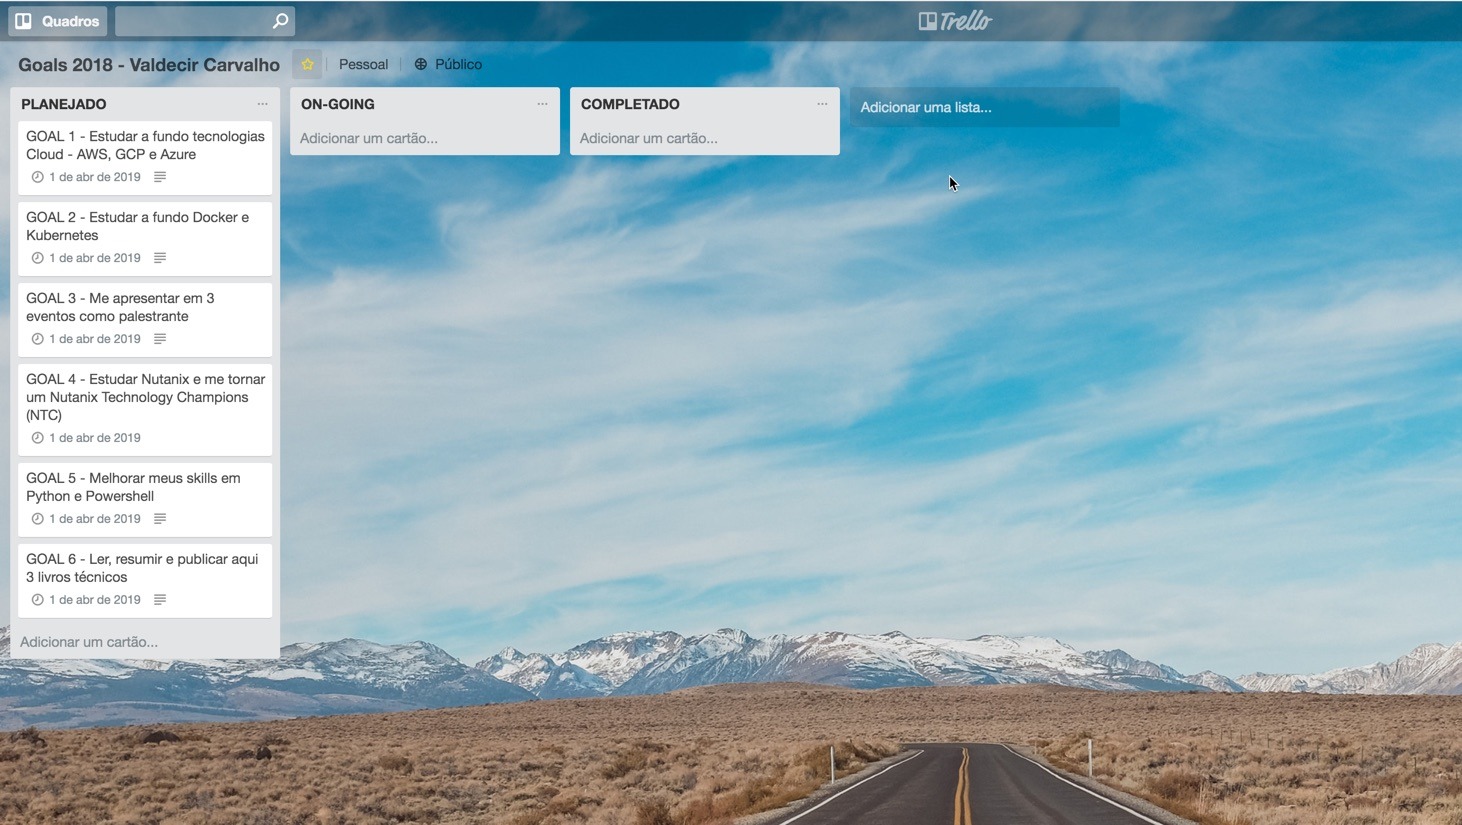 Quadros
Trello
Goals 2018 - Valdecir Carvalho
Pessoal
Público
PLANEJADO
GOAL 1 - Estudar a fundo tecnologias
Cloud - AWS, GCP e Azure
1 de abr de 2019
GOAL 2 - Estudar a fundo Docker e
Kubernetes
1 de abr de 2019
GOAL 3 - Me apresentar em 3
eventos como palestrante
1 de abr de 2019
GOAL 4 - Estudar Nutanix e me tornar
um Nutanix Technology Champions
(NTC)
1 de abr de 2019
GOAL 5 - Melhorar meus skills em
Python e Powershell
1 de abr de 2019
GOAL 6 - Ler, resumir e publicar aqui
3 livros técnicos
1 de abr de 2019
Adicionar um cartão...
ON-GOING
Adicionar um cartão...
COMPLETADO
Adicionar um cartão...
Adicionar uma lista...